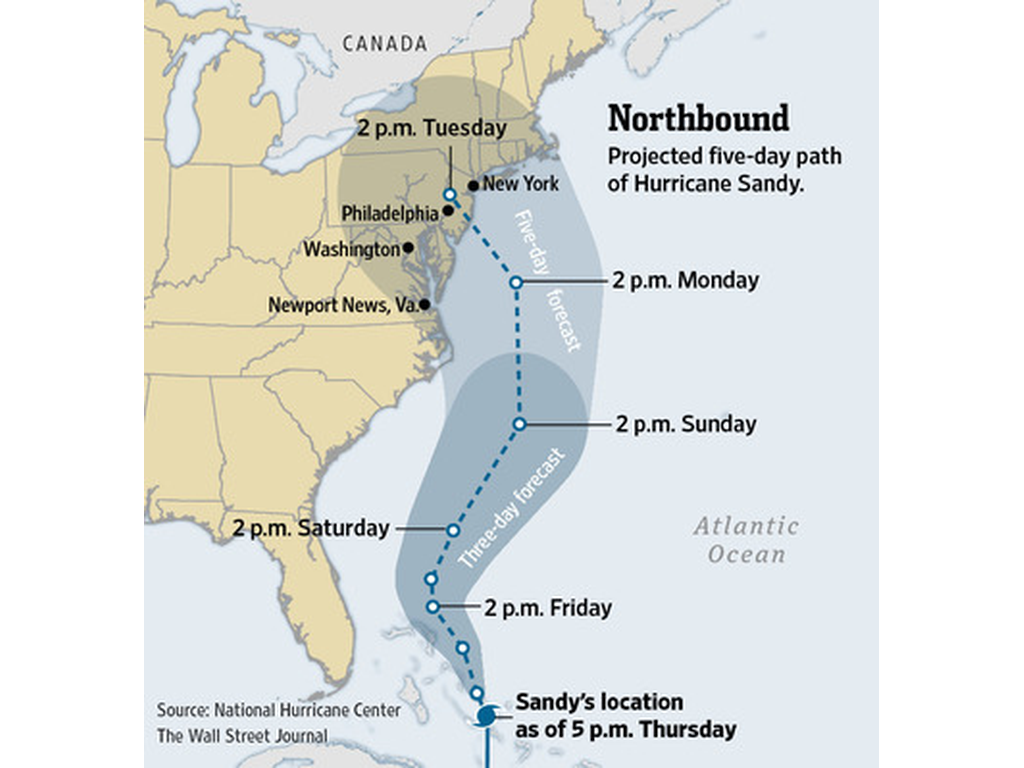 CANADA
Northbound
Projected five-day path
of Hurricane Sandy.
2 p.m. Tuesday
New York
Philadelphia
Washington
Newport News, Va.
Five-day forecast
2 p.m. Monday
2 p.m. Sunday
Three-day forecast
2 p.m. Saturday
Atlantic
Ocean
2 p.m. Friday
Sandy’s location
as of 5 p.m. Thursday
Source: National Hurricane Center
The Wall Street Journal